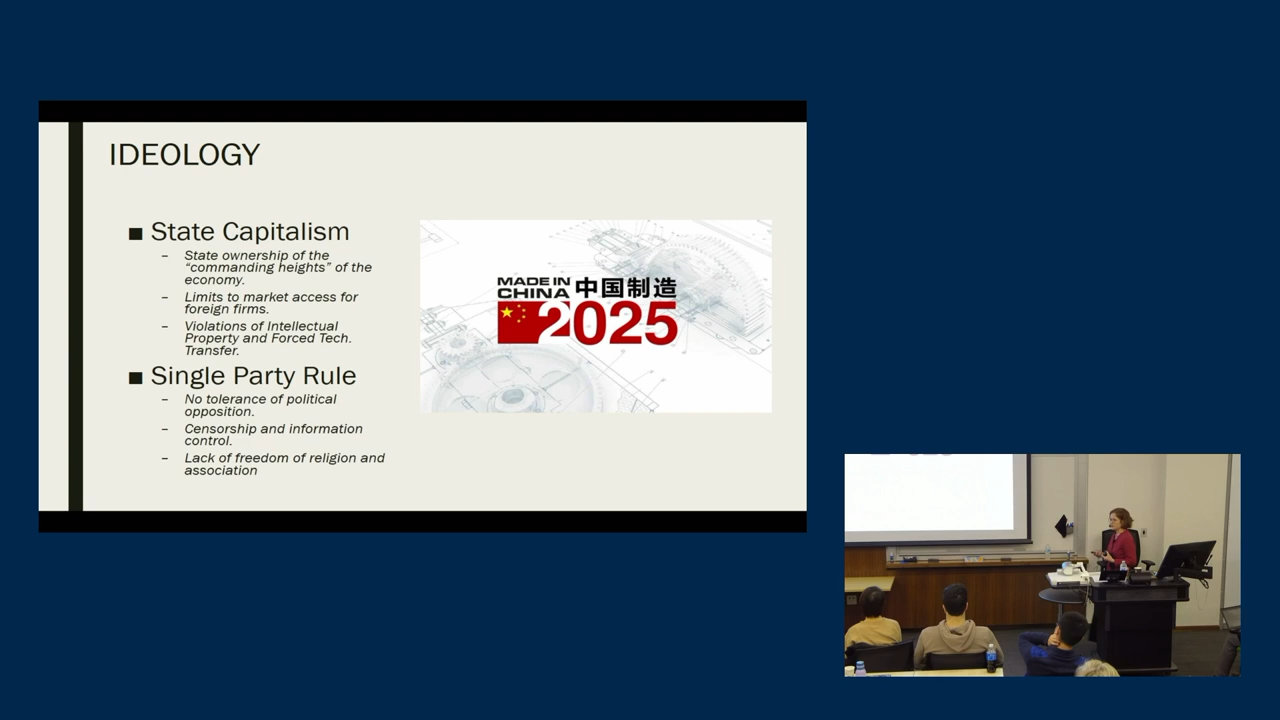 IDEOLOGY
■ State Capitalism
– State ownership of the
“commanding heights” of the
economy.
– Limits to market access for
foreign firms.
– Violations of Intellectual
Property and Forced Tech.
Transfer.
■ Single Party Rule
– No tolerance of political
opposition.
– Censorship and information
control.
– Lack of freedom of religion and
association
MADE IN
CHINA 中国制造
2025